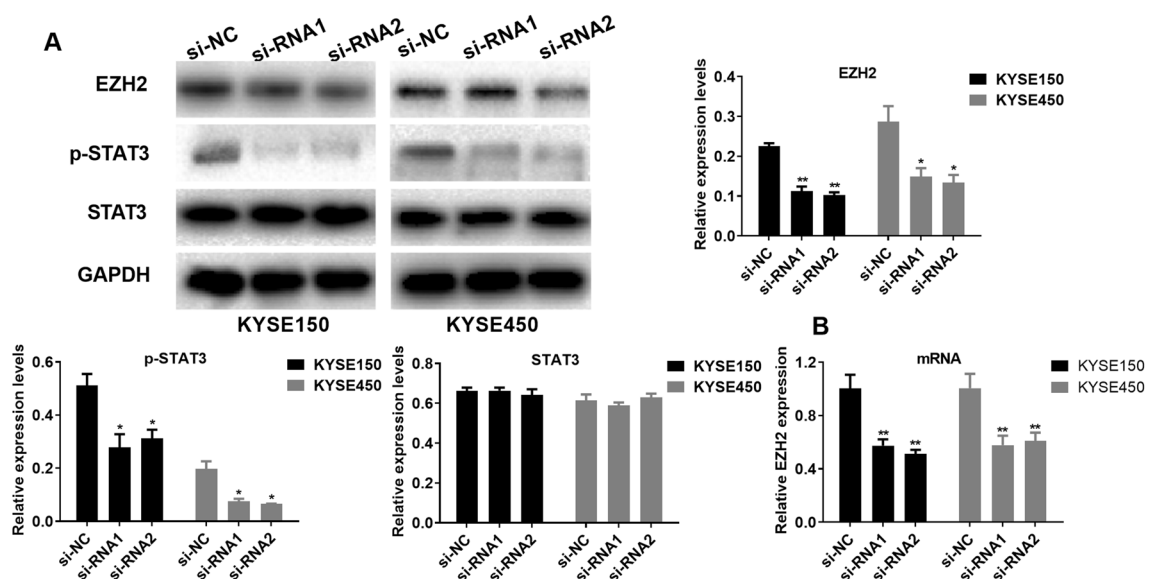 A
si-NC si-RNA1 si-RNA2 si-NC si-RNA1 si-RNA2
EZH2
p-STAT3
STAT3
GAPDH
KYSE150 KYSE450
EZH2
KYSE150
KYSE450
Relative expression levels
0.4
0.3
0.2
0.1
0.0
** ** * *
si-NC si-RNA1 si-RNA2 si-NC si-RNA1 si-RNA2
p-STAT3
KYSE150
KYSE450
Relative expression levels
0.6
0.4
0.2
0.0
* * * *
si-NC si-RNA1 si-RNA2 si-NC si-RNA1 si-RNA2
STAT3
KYSE150
KYSE450
Relative expression levels
0.8
0.6
0.4
0.2
0.0
si-NC si-RNA1 si-RNA2 si-NC si-RNA1 si-RNA2
B
mRNA
KYSE150
KYSE450
Relative EZH2 expression
1.2
0.8
0.4
0.0
** ** ** **
si-NC si-RNA1 si-RNA2 si-NC si-RNA1 si-RNA2